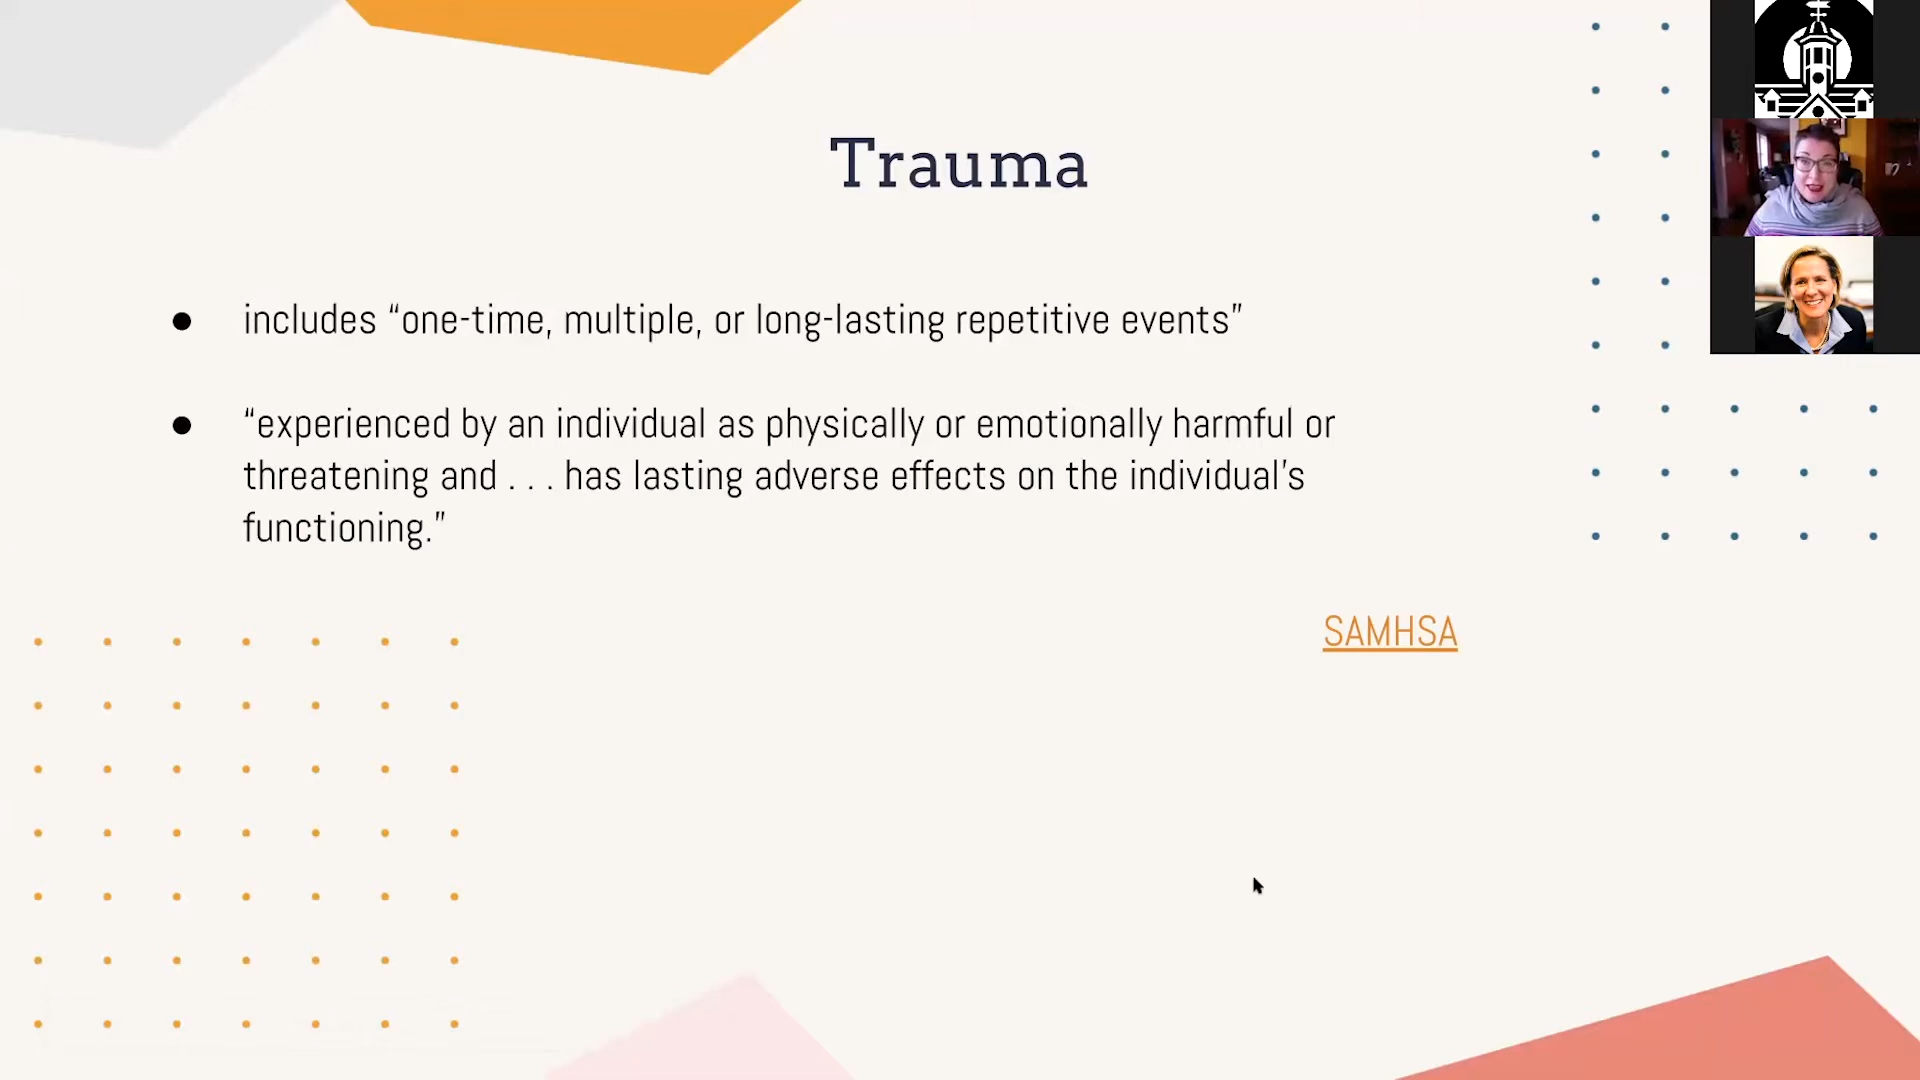 Trauma
● includes “one-time, multiple, or long-lasting repetitive events”
● “experienced by an individual as physically or emotionally harmful or
threatening and . . . has lasting adverse effects on the individual’s
functioning.”
SAMHSA